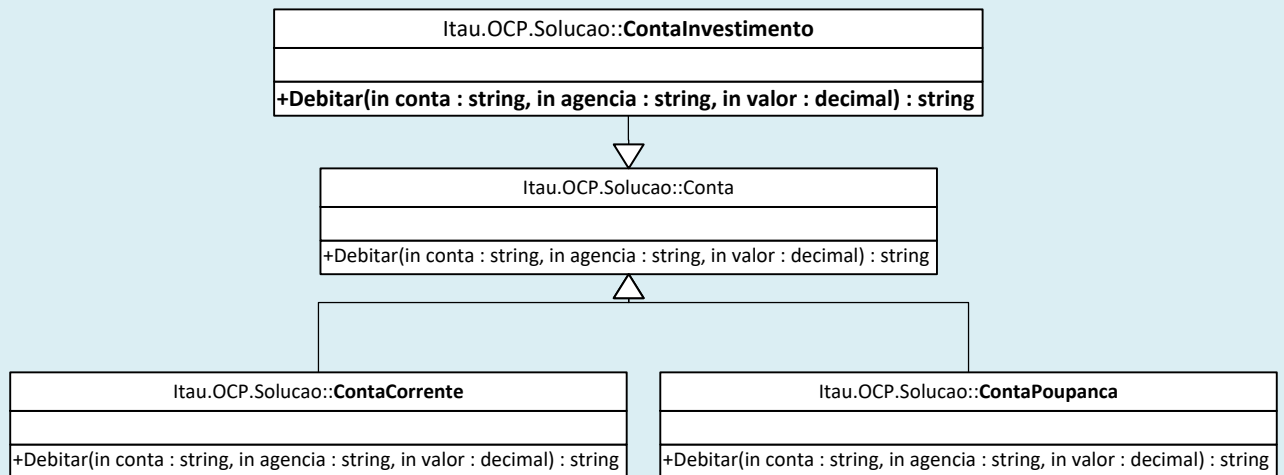 Itau.OCP.Solucao::ContaInvestimento
+Debitar(in conta : string, in agencia : string, in valor : decimal) : string
Itau.OCP.Solucao::Conta
+Debitar(in conta : string, in agencia : string, in valor : decimal) : string
Itau.OCP.Solucao::ContaCorrente
+Debitar(in conta : string, in agencia : string, in valor : decimal) : string
Itau.OCP.Solucao::ContaPoupanca
+Debitar(in conta : string, in agencia : string, in valor : decimal) : string